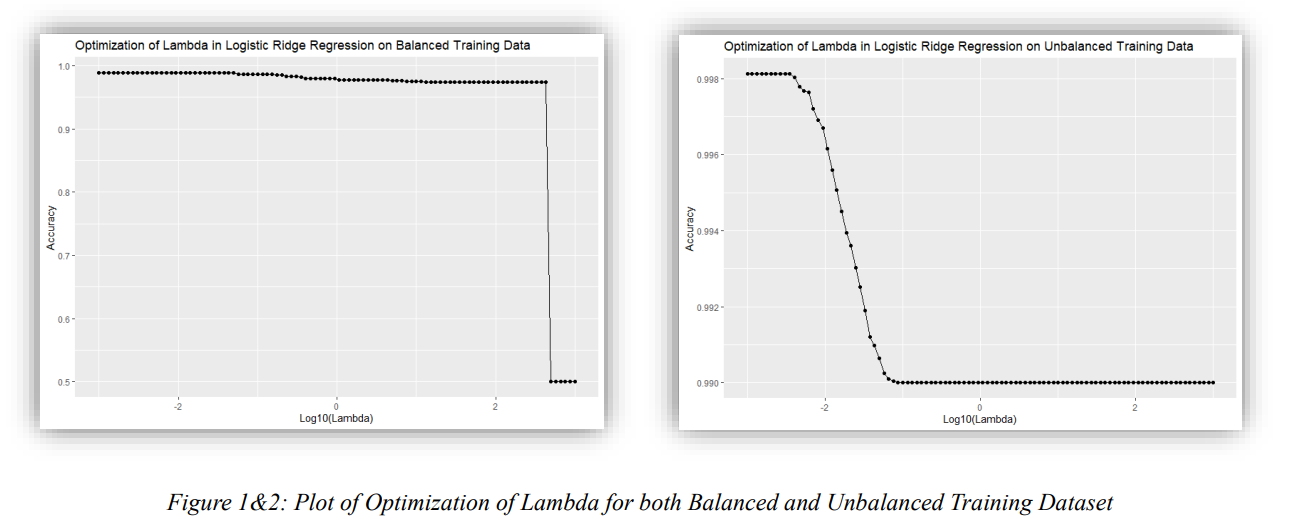 Optimization of Lambda in Logistic Ridge Regression on Balanced Training Data
1.0
0.9
0.8
0.7
0.6
0.5
Accuracy
-2
0
2
Log10(Lambda)
Optimization of Lambda in Logistic Ridge Regression on Unbalanced Training Data
0.998
0.996
0.994
0.992
0.990
Accuracy
-2
0
2
Log10(Lambda)
Figure 1&2: Plot of Optimization of Lambda for both Balanced and Unbalanced Training Dataset